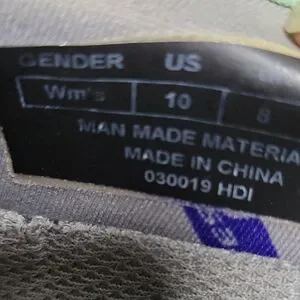 GENDER US
Wm's 10 8
MAN MADE MATERIA
MADE IN CHINA
030019 HDI